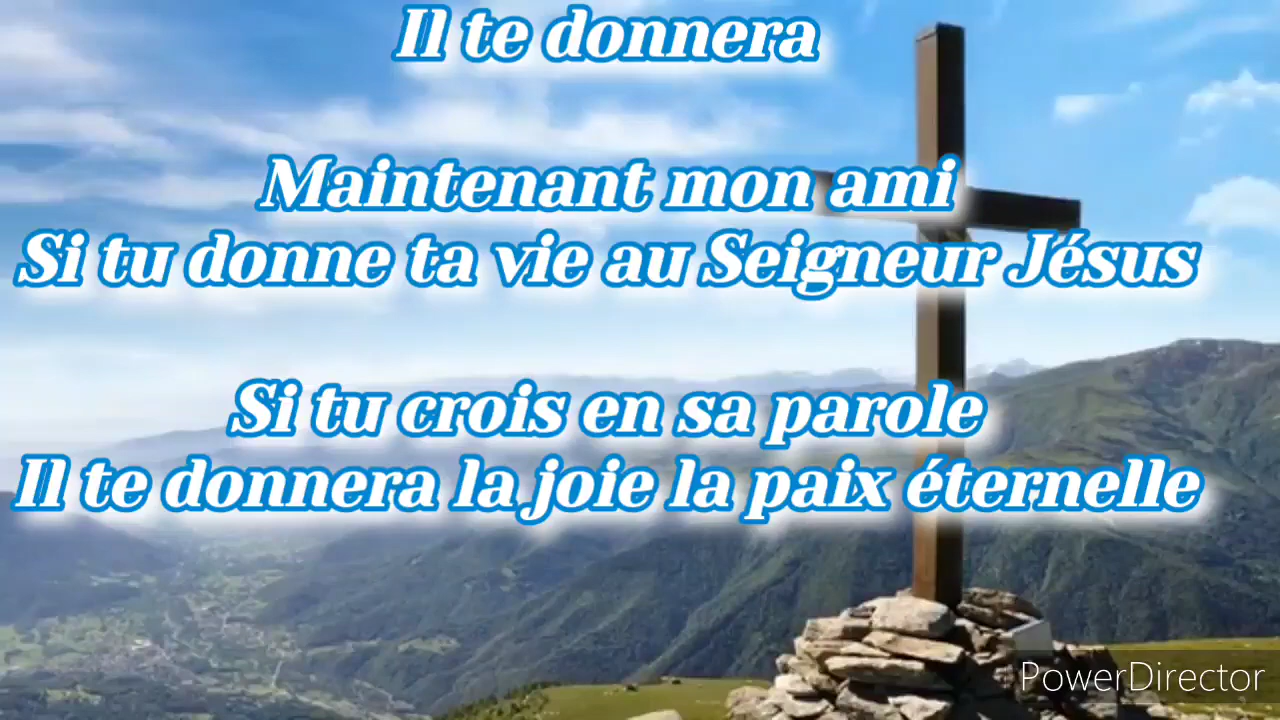 Il te donnera
Maintenant mon ami
Si tu donne ta vie au Seigneur Jésus
Si tu crois en sa parole
Il te donnera la joie la paix éternelle
PowerDirector